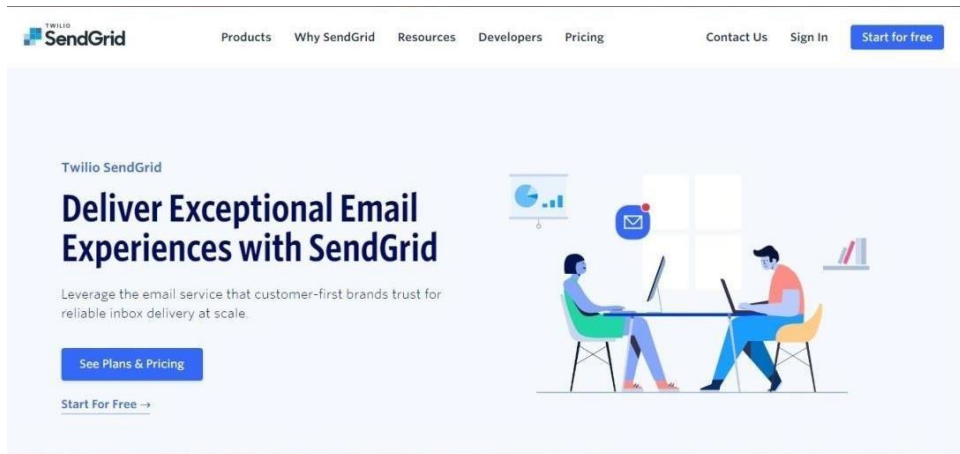 TWILIO
SendGrid
Products Why SendGrid Resources Developers Pricing Contact Us Sign In Start for free
Twilio SendGrid
Deliver Exceptional Email
Experiences with SendGrid
Leverage the email service that customer-first brands trust for
reliable inbox delivery at scale.
See Plans & Pricing
Start For Free →